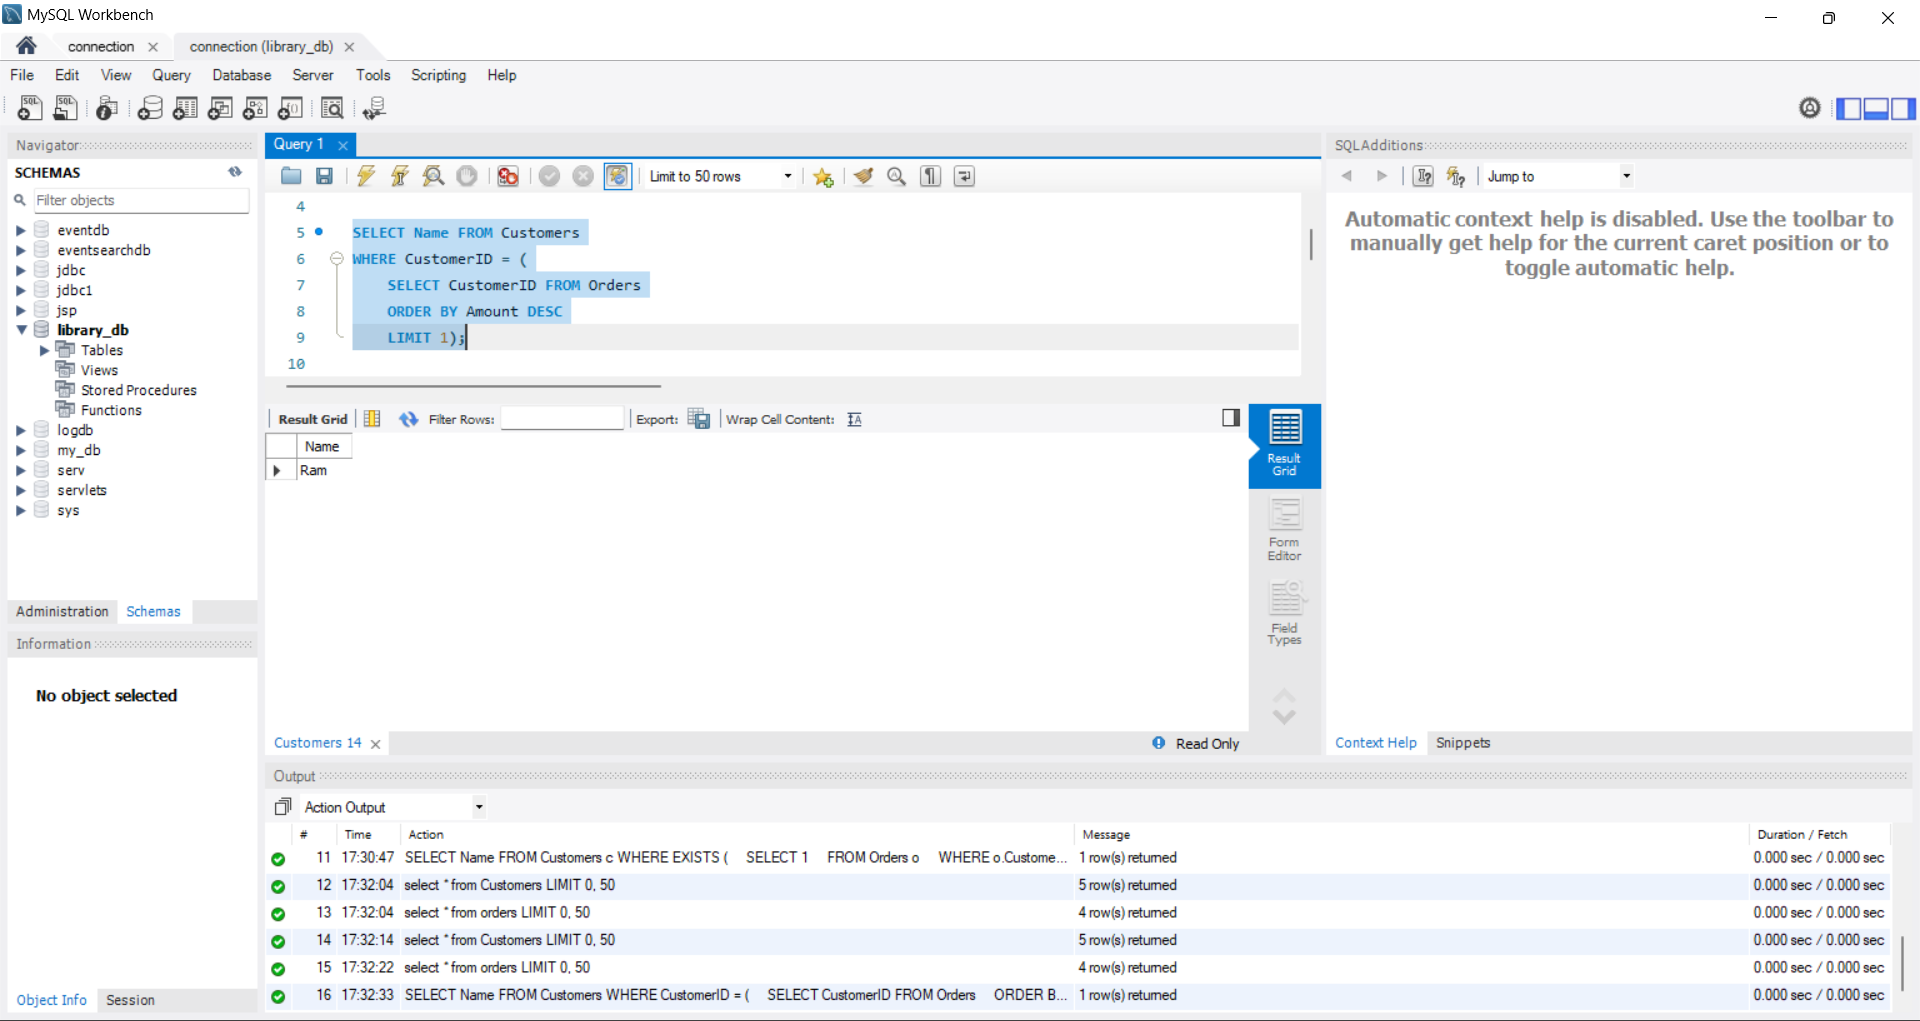 MySQL Workbench
connection
connection (library_db)
File Edit View Query Database Server Tools Scripting Help
Navigator
SCHEMAS
Filter objects
eventdb
eventsearchdb
jdbc
jdbc1
jsp
library_db
Tables
Views
Stored Procedures
Functions
logdb
my_db
serv
servlets
sys
Administration Schemas
Information
No object selected
Object Info Session
Query 1
Limit to 50 rows
4
5 SELECT Name FROM Customers
6 WHERE CustomerID = (
7 SELECT CustomerID FROM Orders
8 ORDER BY Amount DESC
9 LIMIT 1);
10
Result Grid Filter Rows: Export: Wrap Cell Content:
Name
Ram
Result
Grid
Form
Editor
Field
Types
Customers 14
Read Only
SQLAdditions
Jump to
Automatic context help is disabled. Use the toolbar to
manually get help for the current caret position or to
toggle automatic help.
Context Help Snippets
Output
Action Output
# Time Action Message Duration / Fetch
11 17:30:47 SELECT Name FROM Customers c WHERE EXISTS ( SELECT 1 FROM Orders o WHERE o.Custome... 1 row(s) returned 0.000 sec / 0.000 sec
12 17:32:04 select * from Customers LIMIT 0, 50 5 row(s) returned 0.000 sec / 0.000 sec
13 17:32:04 select * from orders LIMIT 0, 50 4 row(s) returned 0.000 sec / 0.000 sec
14 17:32:14 select * from Customers LIMIT 0, 50 5 row(s) returned 0.000 sec / 0.000 sec
15 17:32:22 select * from orders LIMIT 0, 50 4 row(s) returned 0.000 sec / 0.000 sec
16 17:32:33 SELECT Name FROM Customers WHERE CustomerID = ( SELECT CustomerID FROM Orders ORDER B... 1 row(s) returned 0.000 sec / 0.000 sec